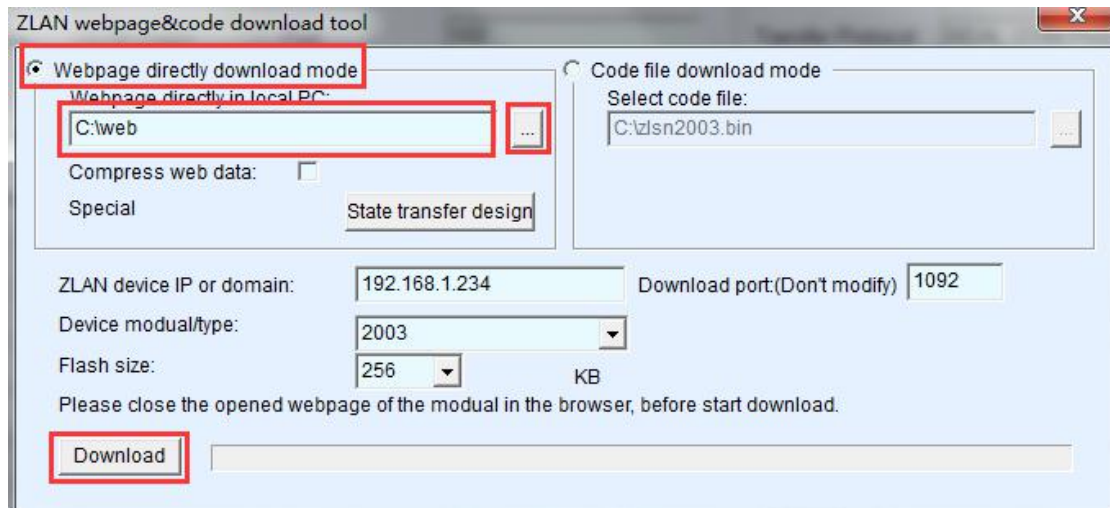 ZLAN webpage&code download tool
X
Webpage directly download mode
Webpage directly in local PC:
C:\web
...
Compress web data:
Special
State transfer design
Code file download mode
Select code file:
C:\zlsn2003.bin
...
ZLAN device IP or domain:
192.168.1.234
Download port:(Don't modify)
1092
Device modual/type:
2003
Flash size:
256
KB
Please close the opened webpage of the modual in the browser, before start download.
Download